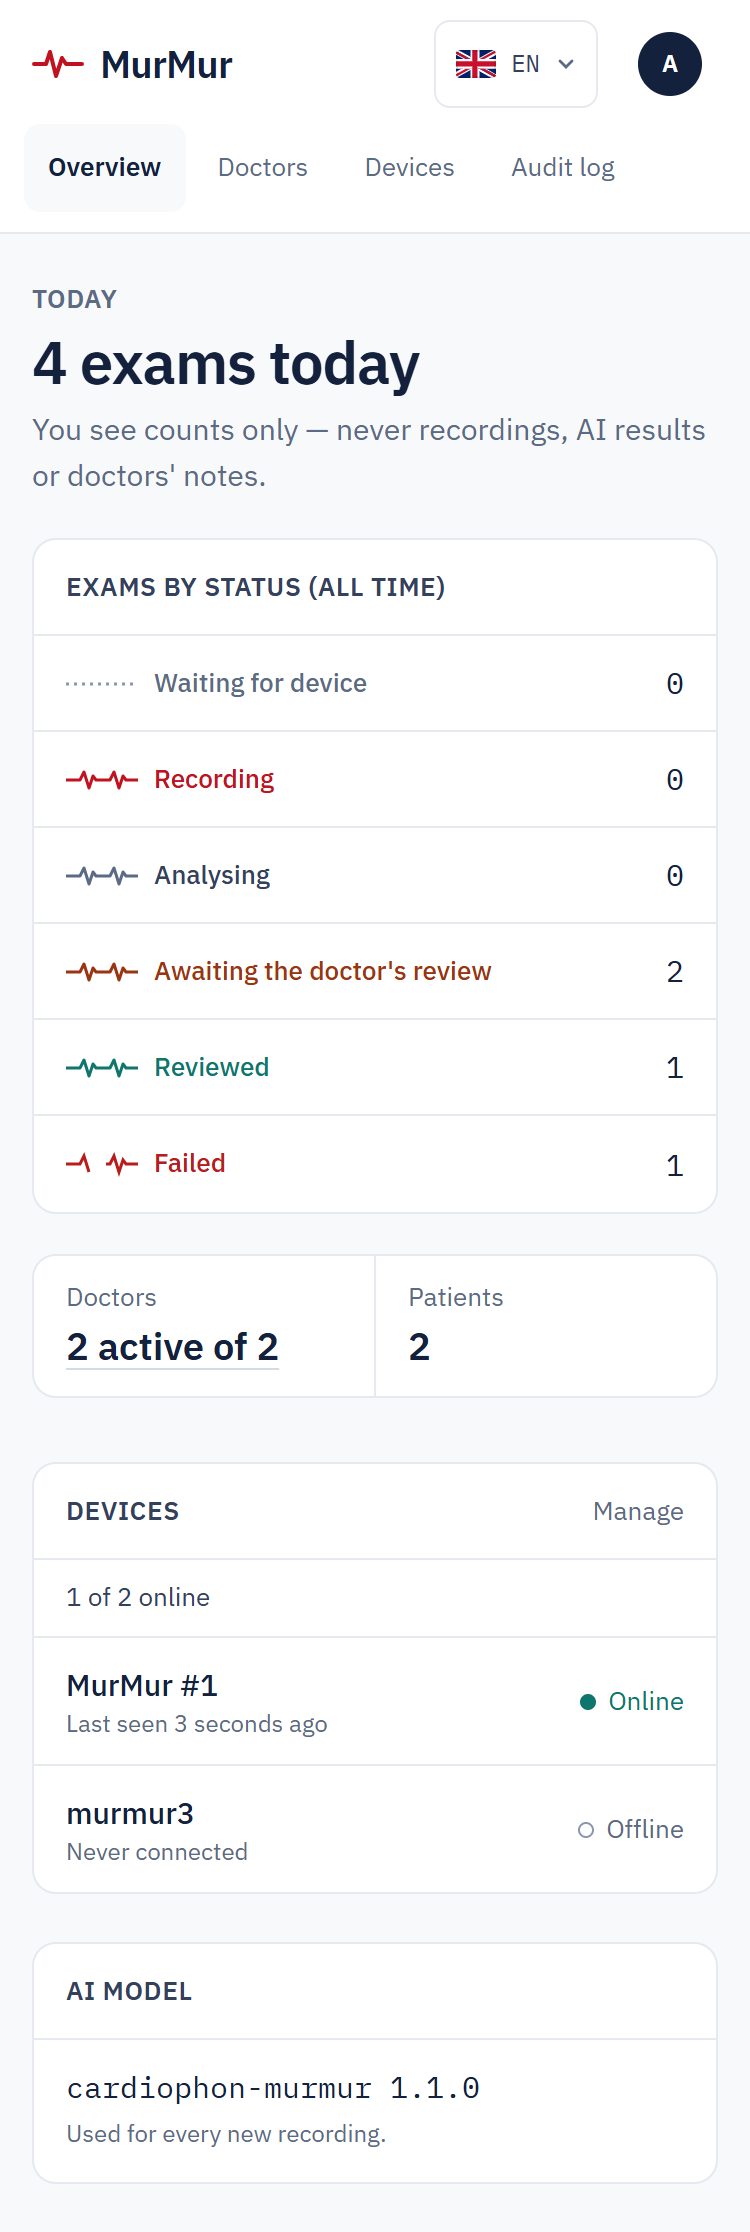 MurMur
EN
A
Overview
Doctors
Devices
Audit log
TODAY
4 exams today
You see counts only — never recordings, AI results
or doctors' notes.
EXAMS BY STATUS (ALL TIME)
Waiting for device 0
Recording 0
Analysing 0
Awaiting the doctor's review 2
Reviewed 1
Failed 1
Doctors
2 active of 2
Patients
2
DEVICES
Manage
1 of 2 online
MurMur #1
Last seen 3 seconds ago
Online
murmur3
Never connected
Offline
AI MODEL
cardiophon-murmur 1.1.0
Used for every new recording.